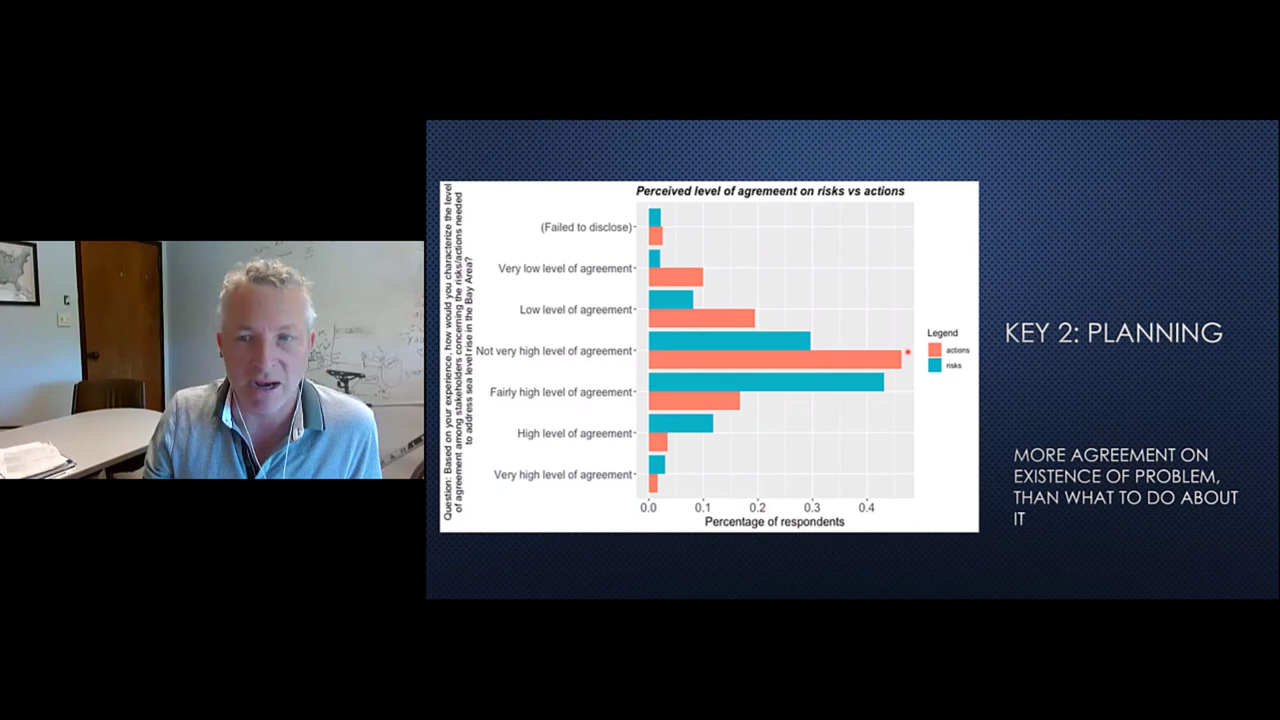 Perceived level of agreement on risks vs actions
Question: Based on your experience, how would you characterize the level
of agreement among stakeholders concerning the risks/actions needed
to address sea level rise in the Bay Area?
(Failed to disclose)
Very low level of agreement
Low level of agreement
Not very high level of agreement
Fairly high level of agreement
High level of agreement
Very high level of agreement
0.0 0.1 0.2 0.3 0.4
Percentage of respondents
Legend
actions
risks
KEY 2: PLANNING
MORE AGREEMENT ON
EXISTENCE OF PROBLEM,
THAN WHAT TO DO ABOUT
IT